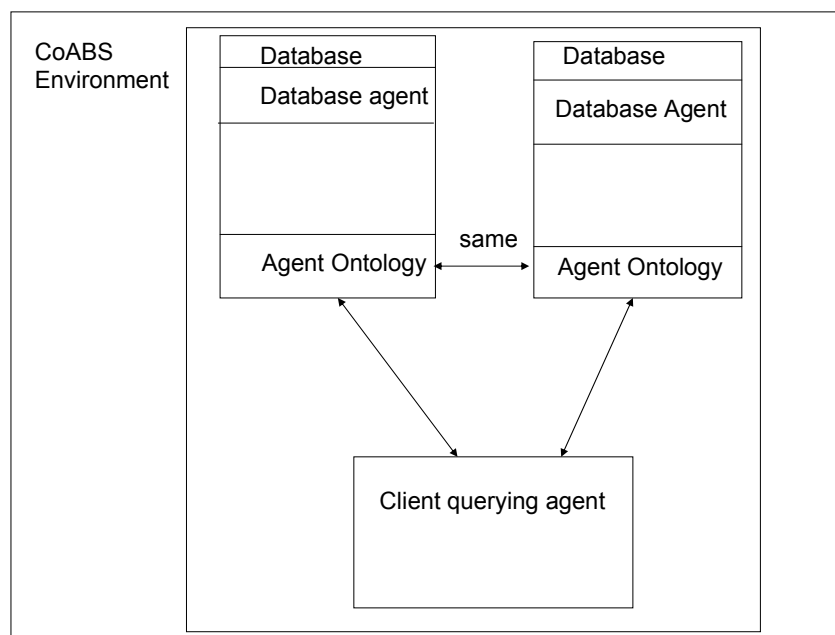 CoABS
Environment
Database
Database agent
Agent Ontology
same
Database
Database Agent
Agent Ontology
Client querying agent